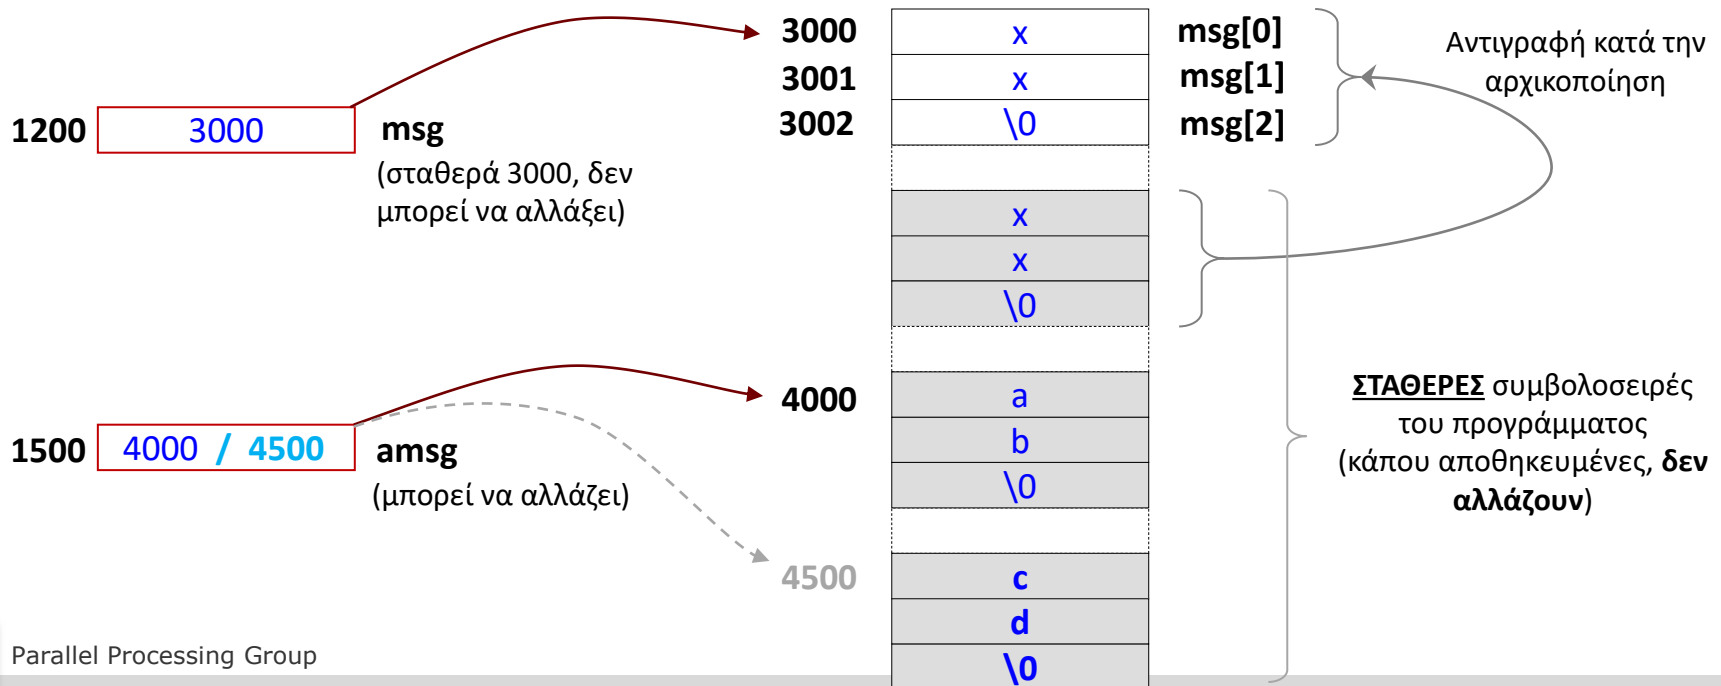 3000 x msg[0]
3001 x msg[1]
3002 \0 msg[2]
Αντιγραφή κατά την
αρχικοποίηση
1200 3000 msg
(σταθερά 3000, δεν
μπορεί να αλλάξει)
x
x
\0
4000 a
b
\0
1500 4000 / 4500 amsg
(μπορεί να αλλάζει)
ΣΤΑΘΕΡΕΣ συμβολοσειρές
του προγράμματος
(κάπου αποθηκευμένες, δεν
αλλάζουν)
4500 c
d
\0
Parallel Processing Group